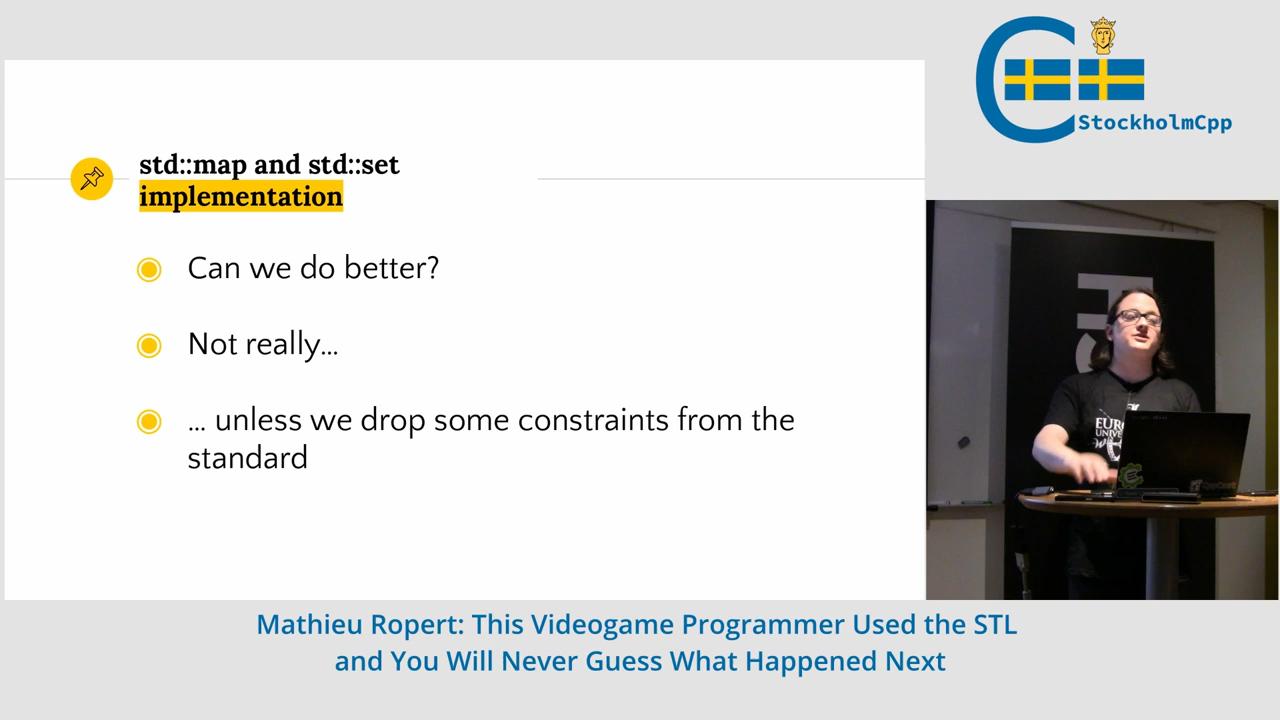 StockholmCpp
std::map and std::set
implementation
Can we do better?
Not really...
... unless we drop some constraints from the
standard
Mathieu Ropert: This Videogame Programmer Used the STL
and You Will Never Guess What Happened Next